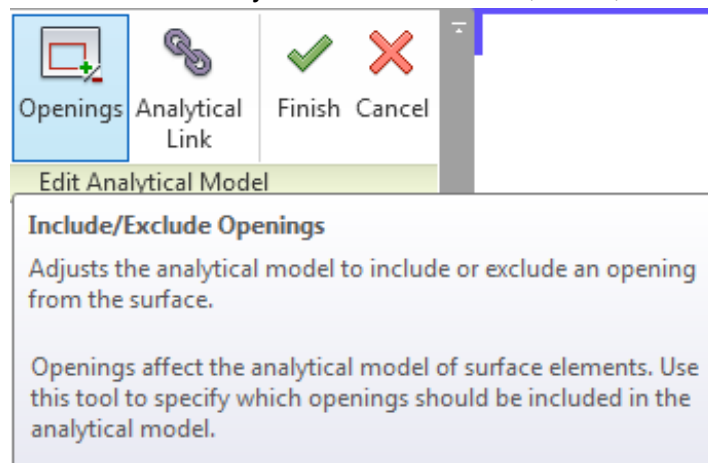 Openings Analytical Link Finish Cancel
Edit Analytical Model
Include/Exclude Openings
Adjusts the analytical model to include or exclude an opening
from the surface.
Openings affect the analytical model of surface elements. Use
this tool to specify which openings should be included in the
analytical model.